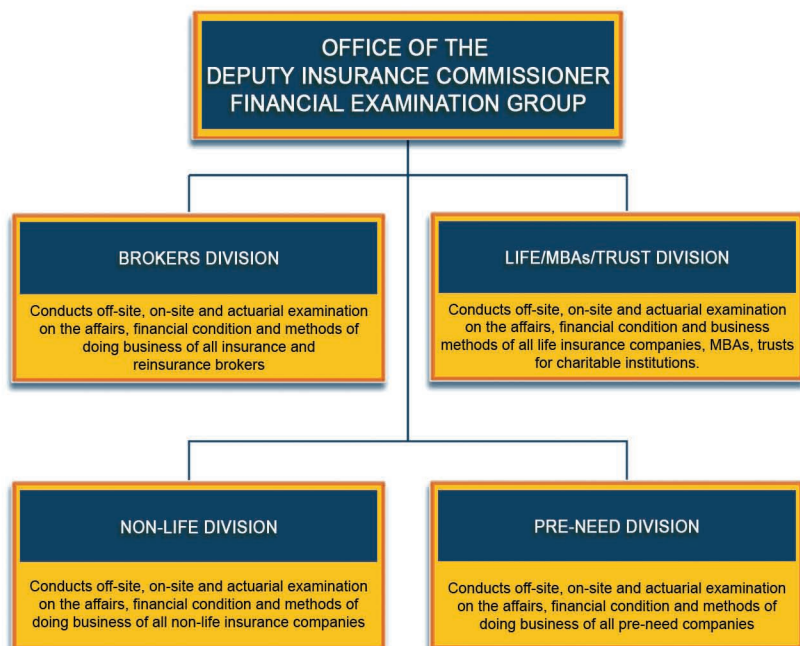 OFFICE OF THE
DEPUTY INSURANCE COMMISSIONER
FINANCIAL EXAMINATION GROUP
BROKERS DIVISION
Conducts off-site, on-site and actuarial examination
on the affairs, financial condition and methods of
doing business of all insurance and
reinsurance brokers
LIFE/MBAs/TRUST DIVISION
Conducts off-site, on-site and actuarial examination
on the affairs, financial condition and business
methods of all life insurance companies, MBAs, trusts
for charitable institutions.
NON-LIFE DIVISION
Conducts off-site, on-site and actuarial examination
on the affairs, financial condition and methods of
doing business of all non-life insurance companies
PRE-NEED DIVISION
Conducts off-site, on-site and actuarial examination
on the affairs, financial condition and methods of
doing business of all pre-need companies